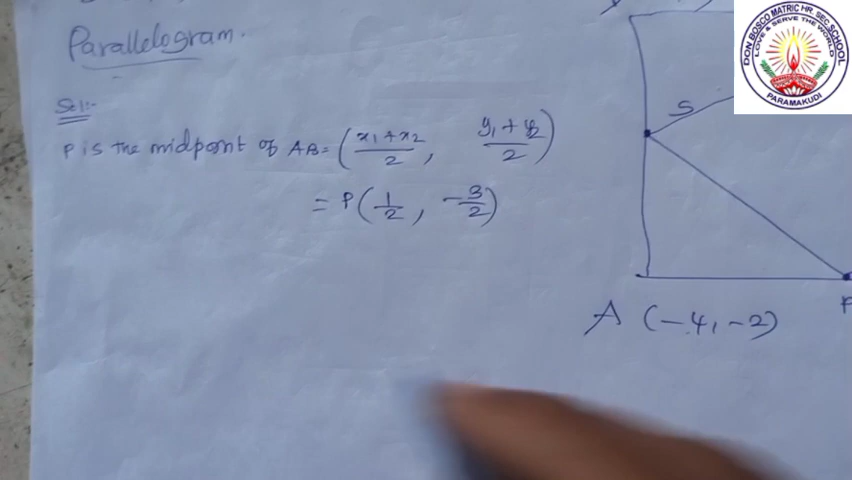 Parallelogram.
Sol:-
P is the midpoint of AB = (x₁+x₂/2, y₁+y₂/2)
= P(1/2, -3/2)
S
A (-4, -2)
P
DON BOSCO MATRIC HR. SEC. SCHOOL
LOVE & SERVE THE WORLD
PARAMAKUDI